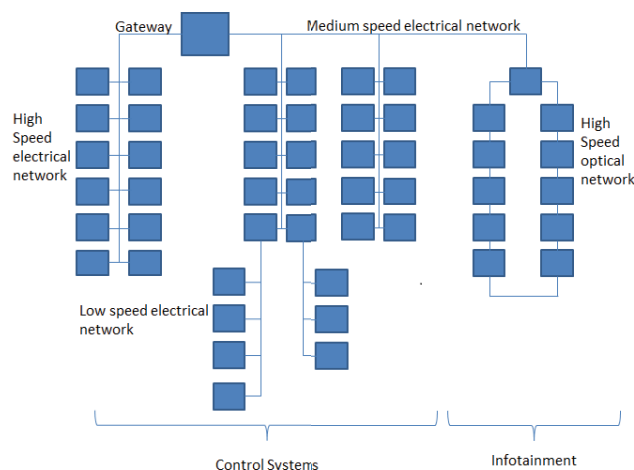 Gateway
Medium speed electrical network
High
Speed
electrical
network
High
Speed
optical
network
Low speed electrical
network
Control Systems
Infotainment